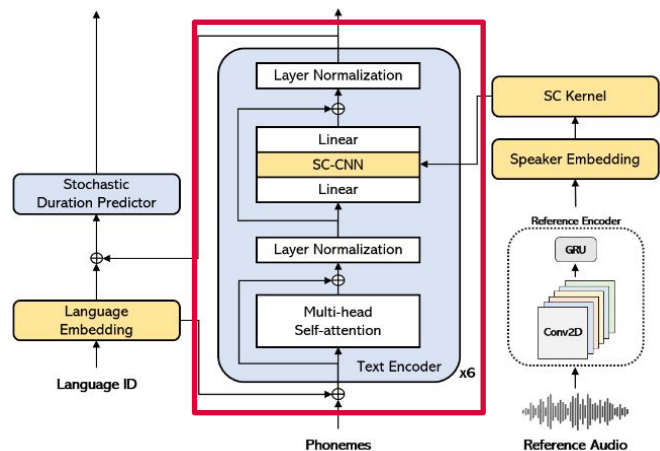 Layer Normalization
Linear
SC-CNN
Linear
Layer Normalization
Multi-head
Self-attention
Text Encoder
x6
Phonemes
Stochastic
Duration Predictor
Language
Embedding
Language ID
SC Kernel
Speaker Embedding
Reference Encoder
GRU
Conv2D
Reference Audio